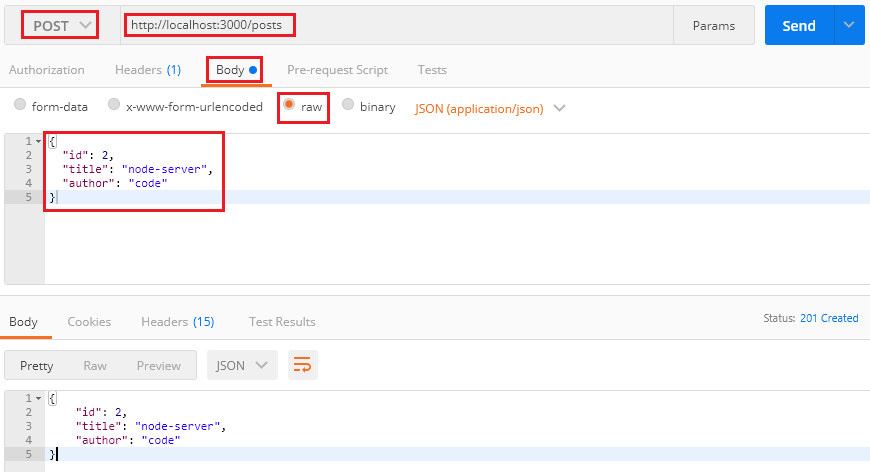 POST http://localhost:3000/posts Params Send
Authorization Headers (1) Body Pre-request Script Tests
form-data x-www-form-urlencoded raw binary JSON (application/json)
1 {
2 "id": 2,
3 "title": "node-server",
4 "author": "code"
5 }
Body Cookies Headers (15) Test Results Status: 201 Created
Pretty Raw Preview JSON
1 {
2 "id": 2,
3 "title": "node-server",
4 "author": "code"
5 }